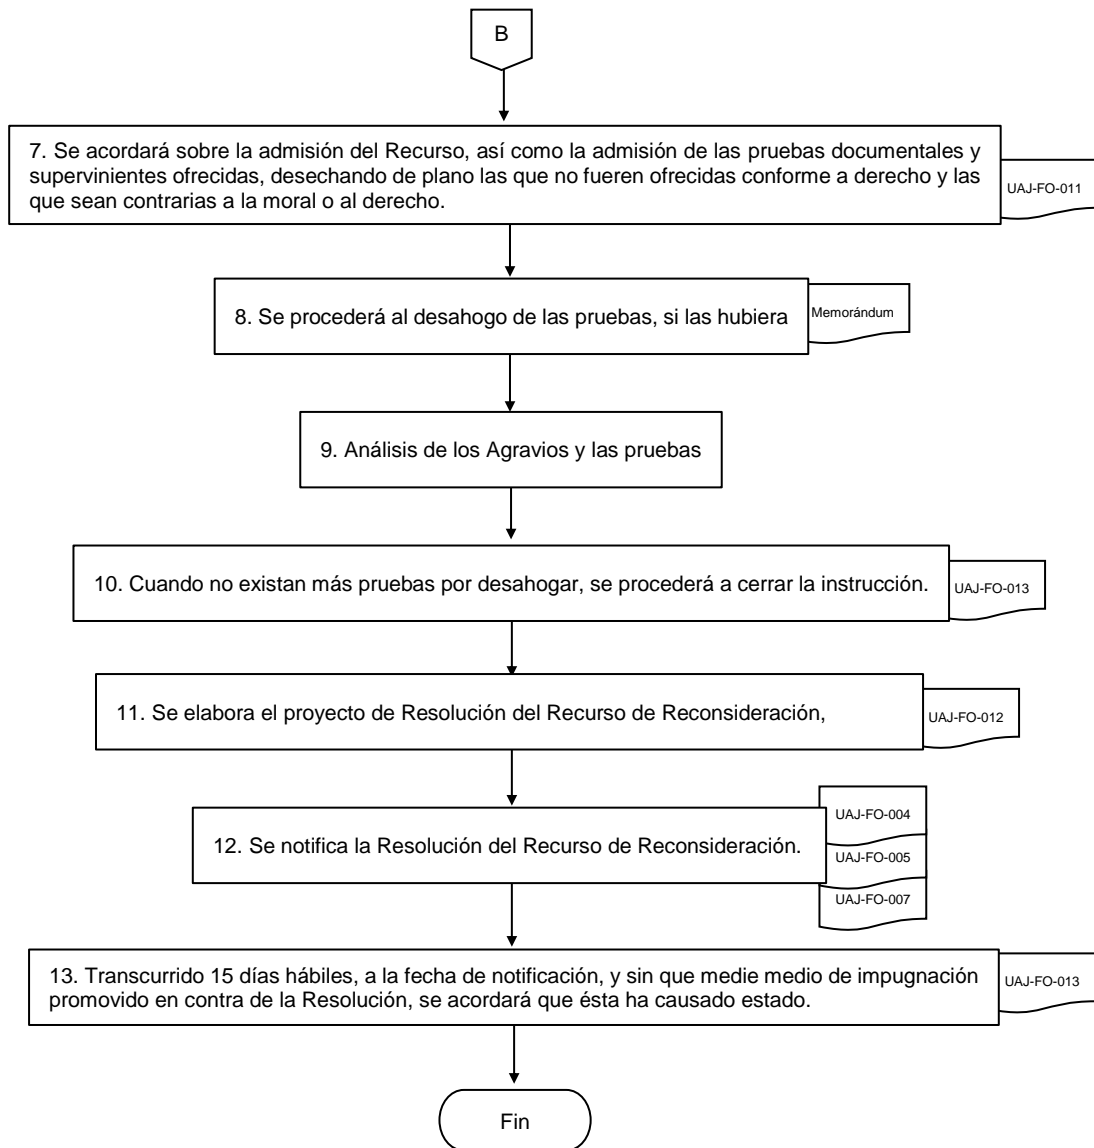 B
7. Se acordará sobre la admisión del Recurso, así como la admisión de las pruebas documentales y
supervinientes ofrecidas, desechando de plano las que no fueren ofrecidas conforme a derecho y las
que sean contrarias a la moral o al derecho.
UAJ-FO-011
8. Se procederá al desahogo de las pruebas, si las hubiera
Memorándum
9. Análisis de los Agravios y las pruebas
10. Cuando no existan más pruebas por desahogar, se procederá a cerrar la instrucción.
UAJ-FO-013
11. Se elabora el proyecto de Resolución del Recurso de Reconsideración,
UAJ-FO-012
12. Se notifica la Resolución del Recurso de Reconsideración.
UAJ-FO-004
UAJ-FO-005
UAJ-FO-007
13. Transcurrido 15 días hábiles, a la fecha de notificación, y sin que medie medio de impugnación
promovido en contra de la Resolución, se acordará que ésta ha causado estado.
UAJ-FO-013
Fin